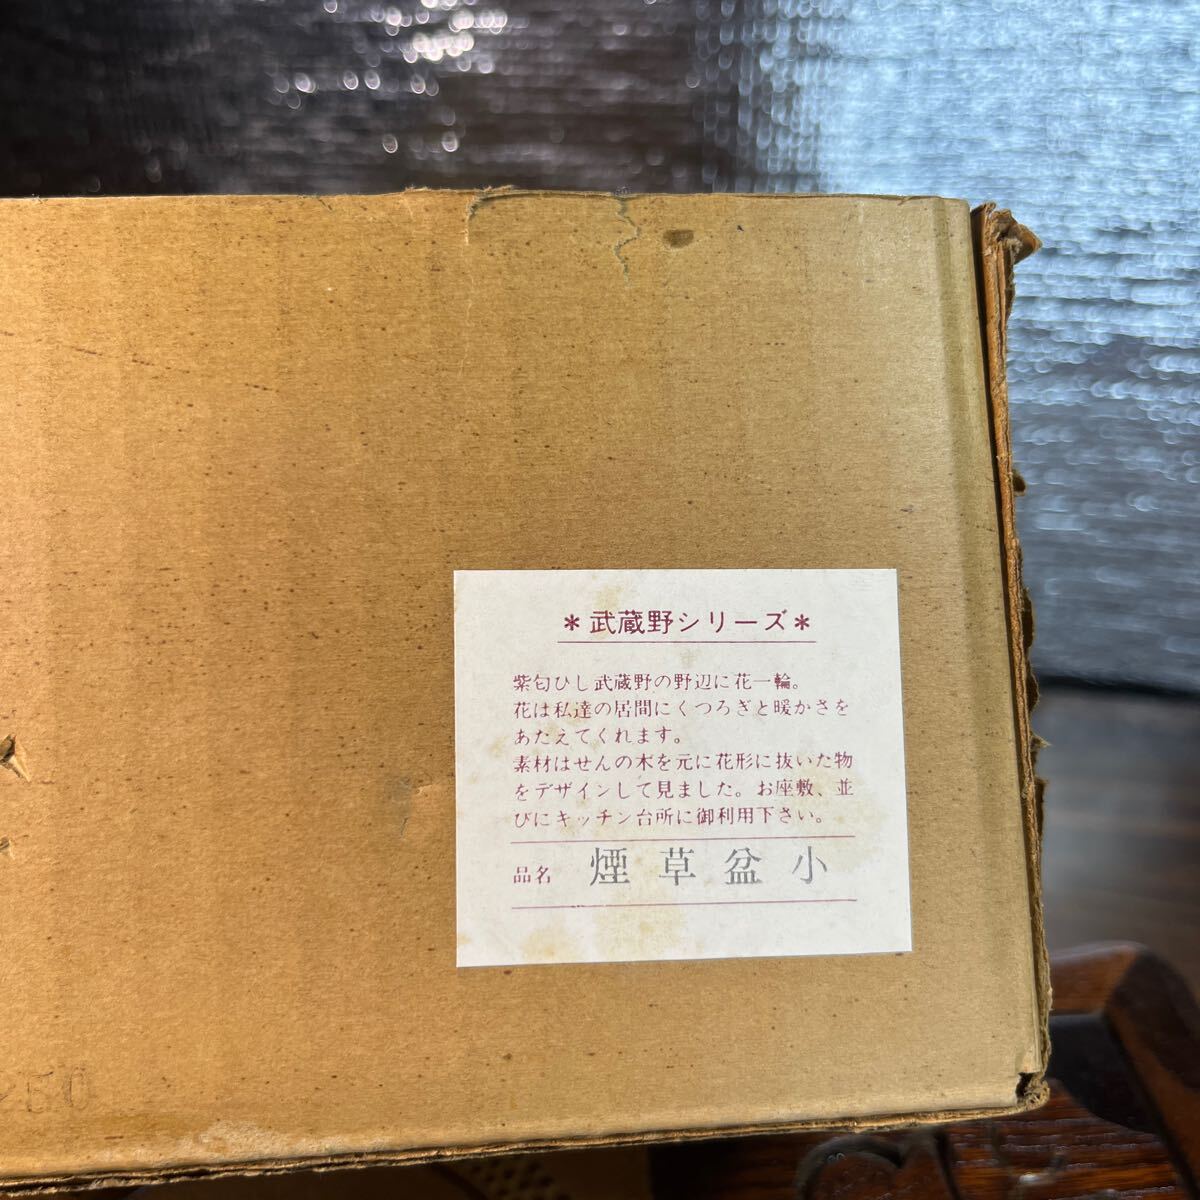 ＊武蔵野シリーズ＊
紫匂ひし武蔵野の野辺に花一輪。
花は私達の居間にくつろぎと暖かさを
あたえてくれます。
素材はせんの木を元に花形に抜いた物
をデザインして見ました。お座敷、並
びにキッチン台所に御利用下さい。
品名 煙草盆小